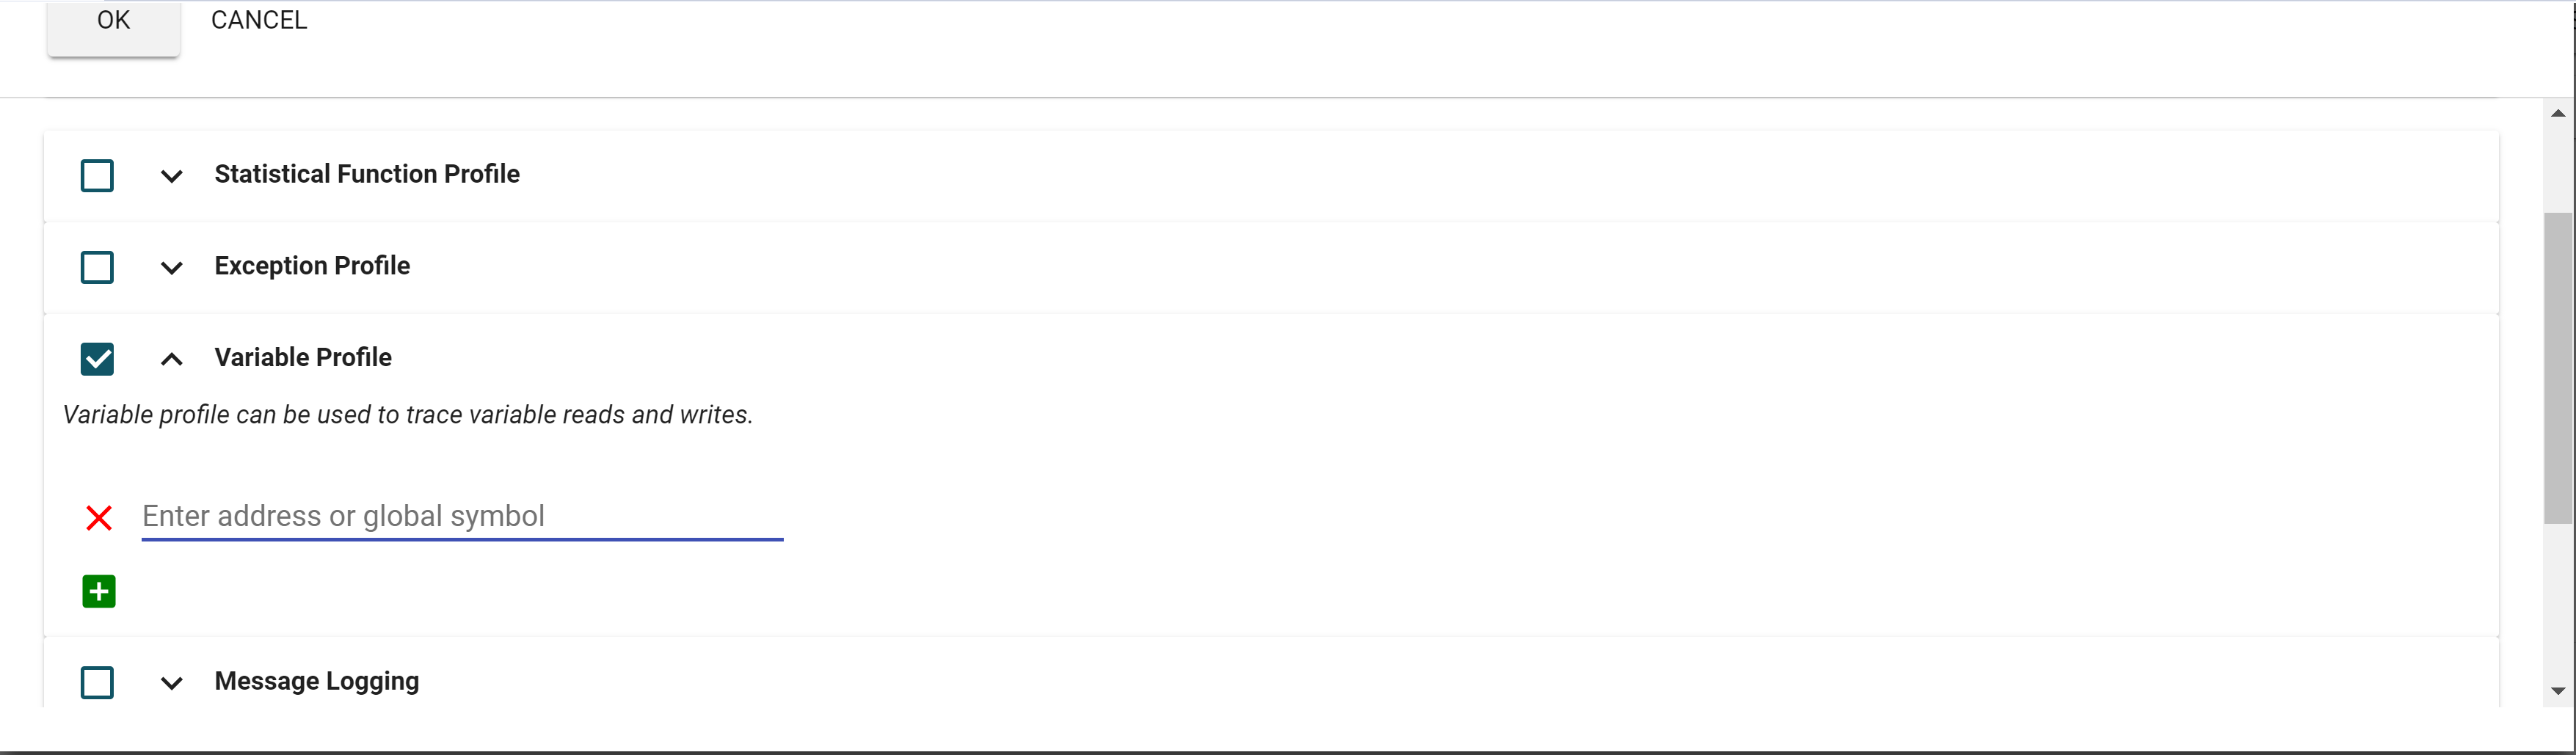 OK CANCEL
Statistical Function Profile
Exception Profile
Variable Profile
Variable profile can be used to trace variable reads and writes.
Enter address or global symbol
Message Logging